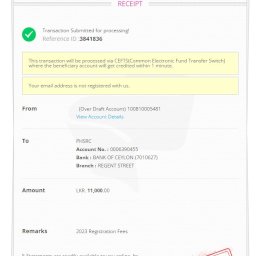 RECEIPT
Transaction Submitted for processing!
Reference ID :3841836
This transaction will be processed via CEFTS(Common Electronic Fund Transfer Switch)
where the beneficiary account will get credited within 1 minute.
Your email address is not registered with us.
From
(Over Draft Account) 100810005481
View Account Details
To
PHSRC
Account No. : 0000390455
Bank : BANK OF CEYLON (7010627)
Branch : REGENT STREET
Amount
LKR. 11,000.00
Remarks
2023 Registration Fees